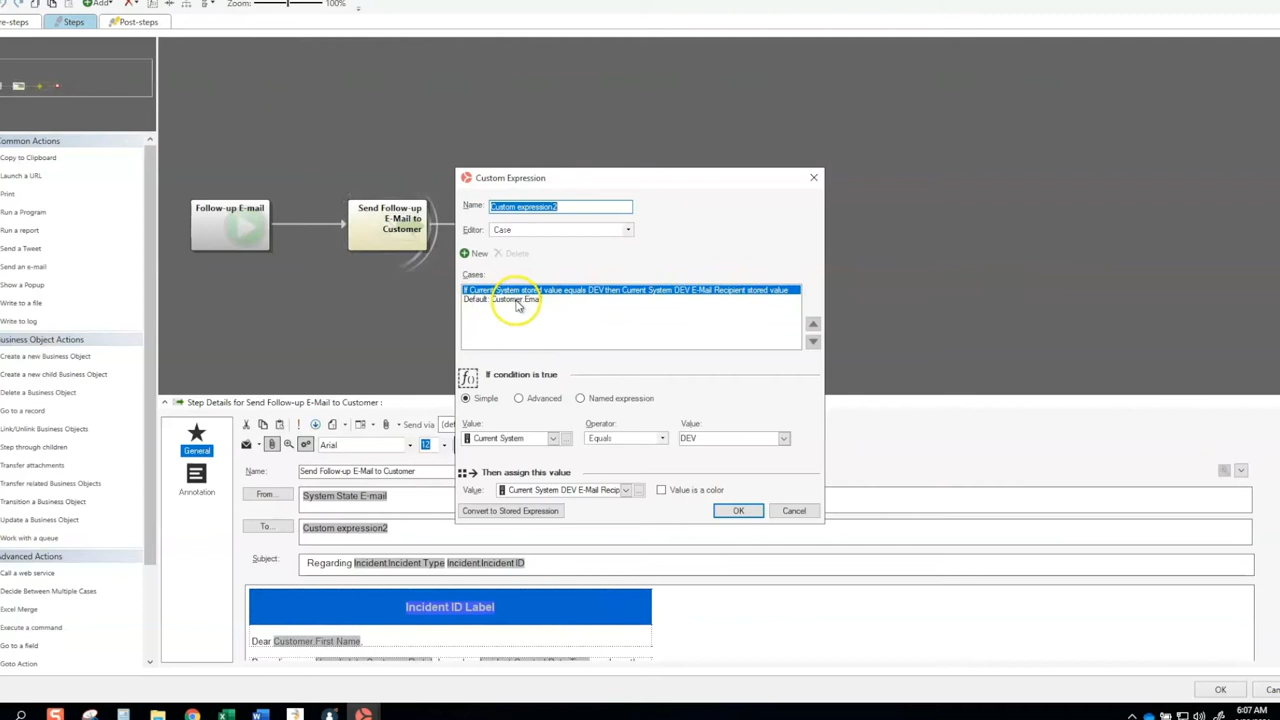 Add
Zoom: 100%
re-steps Steps Post-steps
Common Actions
Copy to Clipboard
Launch a URL
Print
Run a Program
Run a report
Send a Tweet
Send an e-mail
Show a Popup
Write to a file
Write to log
Business Object Actions
Create a new Business Object
Create a new child Business Object
Delete a Business Object
Go to a record
Link/Unlink Business Objects
Step through children
Transfer attachments
Transfer related Business Objects
Transition a Business Object
Update a Business Object
Work with a queue
Advanced Actions
Call a web service
Decide Between Multiple Cases
Excel Merge
Execute a command
Go to a field
Goto Action
Follow-up E-mail
Send Follow-up
E-Mail to
Customer
Custom Expression
Name: Custom expression2
Editor: Case
New Delete
Cases:
If Current System stored value equals DEV then Current System DEV E-Mail Recipient stored value
Default: Customer.Ema
f() If condition is true
Simple Advanced Named expression
Value: Operator: Value:
Current System Equals DEV
Then assign this value
Value: Current System DEV E-Mail Recip Value is a color
Convert to Stored Expression OK Cancel
Step Details for Send Follow-up E-Mail to Customer :
General
Annotation
Send via
Arial 12
Name: Send Follow-up E-Mail to Customer
From... System State E-mail
To... Custom expression2
Subject: Regarding Incident.Incident Type Incident.Incident ID
Incident ID Label
Dear Customer.First Name,
OK Can
6:07 AM